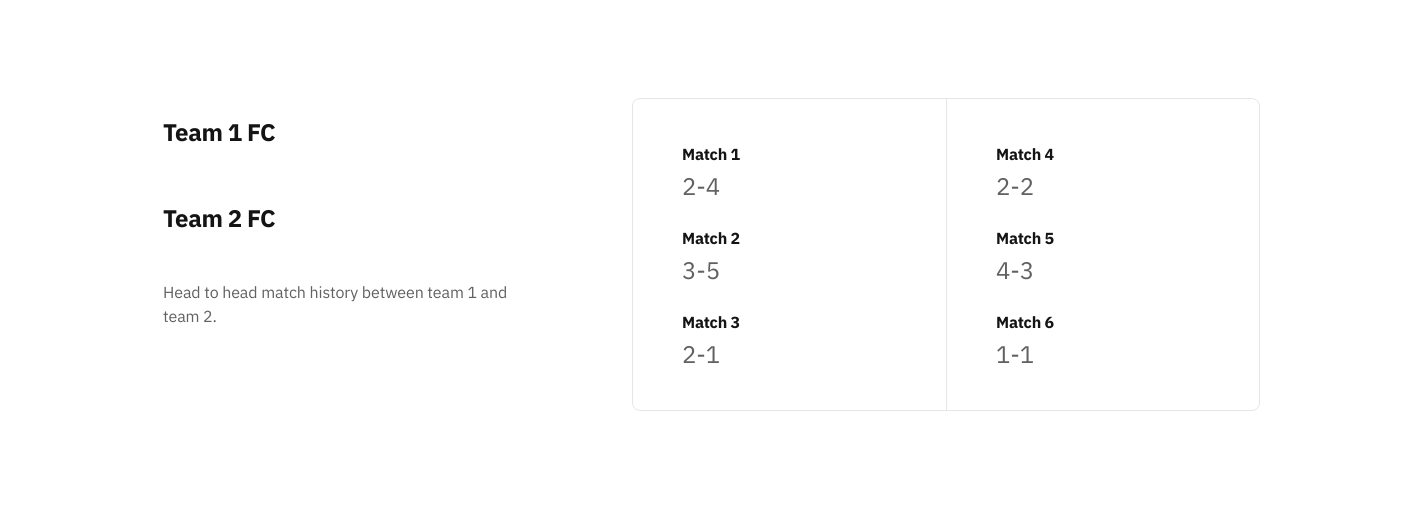 Team 1 FC
Team 2 FC
Head to head match history between team 1 and
team 2.
Match 1
2-4
Match 2
3-5
Match 3
2-1
Match 4
2-2
Match 5
4-3
Match 6
1-1